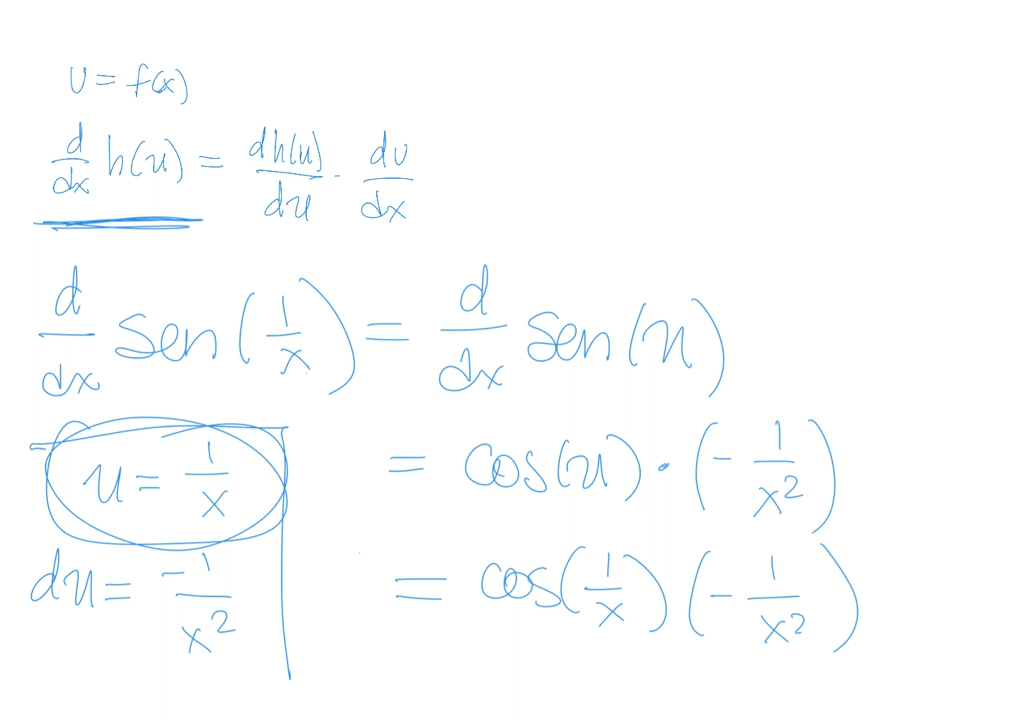 u = f(x)
d/dx h(u) = dh(u)/du · du/dx
d/dx Sen(1/x) = d/dx Sen(u)
u = 1/x
= cos(u) · (- 1/x²)
du = -1/x²
= cos(1/x) (- 1/x²)